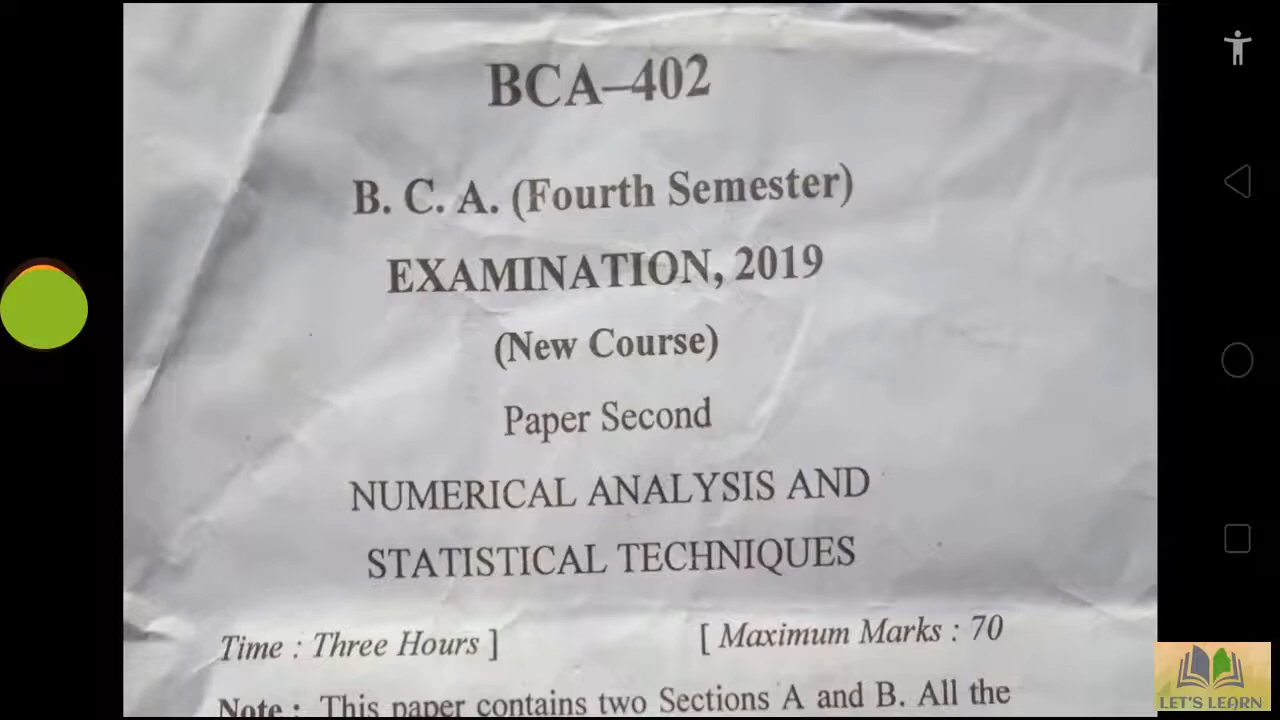 BCA–402
B. C. A. (Fourth Semester)
EXAMINATION, 2019
(New Course)
Paper Second
NUMERICAL ANALYSIS AND
STATISTICAL TECHNIQUES
Time : Three Hours ] [ Maximum Marks : 70
Note : This paper contains two Sections A and B. All the
LET'S LEARN